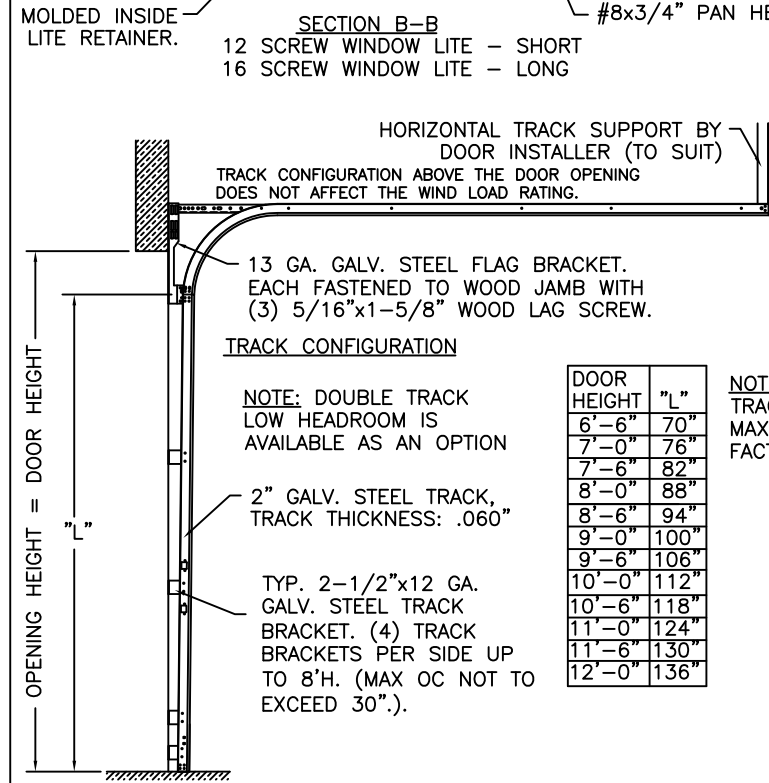 MOLDED INSIDE
LITE RETAINER.
SECTION B–B
12 SCREW WINDOW LITE – SHORT
16 SCREW WINDOW LITE – LONG
#8x3/4" PAN HE
HORIZONTAL TRACK SUPPORT BY
DOOR INSTALLER (TO SUIT)
TRACK CONFIGURATION ABOVE THE DOOR OPENING
DOES NOT AFFECT THE WIND LOAD RATING.
13 GA. GALV. STEEL FLAG BRACKET.
EACH FASTENED TO WOOD JAMB WITH
(3) 5/16"x1–5/8" WOOD LAG SCREW.
TRACK CONFIGURATION
NOTE: DOUBLE TRACK
LOW HEADROOM IS
AVAILABLE AS AN OPTION
2" GALV. STEEL TRACK,
TRACK THICKNESS: .060"
TYP. 2–1/2"x12 GA.
GALV. STEEL TRACK
BRACKET. (4) TRACK
BRACKETS PER SIDE UP
TO 8'H. (MAX OC NOT TO
EXCEED 30".).
OPENING HEIGHT = DOOR HEIGHT
"L"
DOOR HEIGHT "L"
6'–6" 70"
7'–0" 76"
7'–6" 82"
8'–0" 88"
8'–6" 94"
9'–0" 100"
9'–6" 106"
10'–0" 112"
10'–6" 118"
11'–0" 124"
11'–6" 130"
12'–0" 136"
NOT
TRAC
MAX
FACT